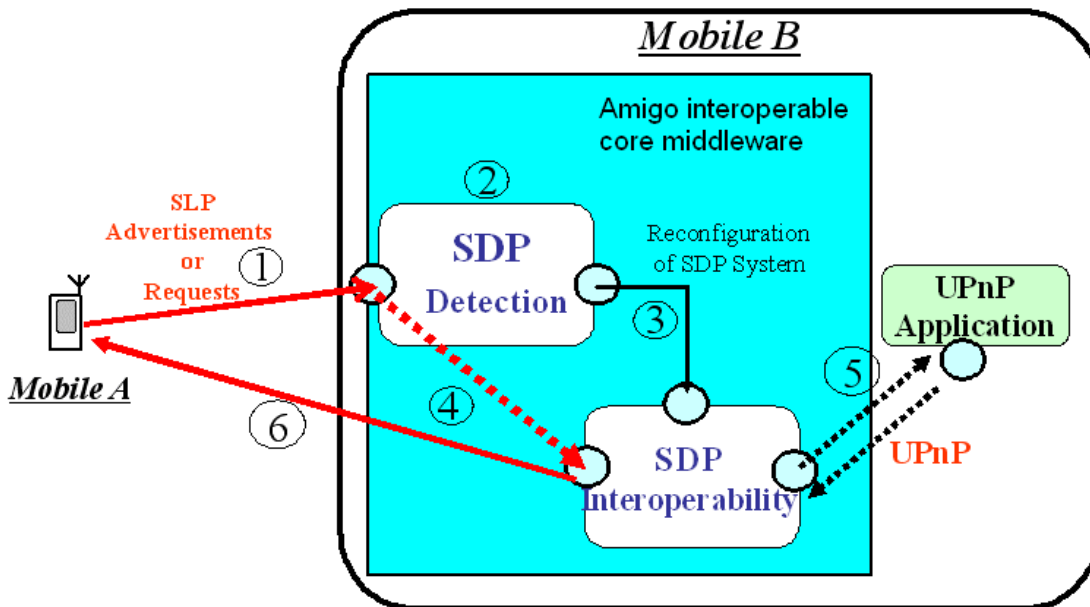 Mobile B
Amigo interoperable
core middleware
②
SLP
Advertisements
or
Requests
①
SDP
Detection
Reconfiguration
of SDP System
③
UPnP
Application
Mobile A
④
⑤
⑥
SDP
Interoperability
UPnP